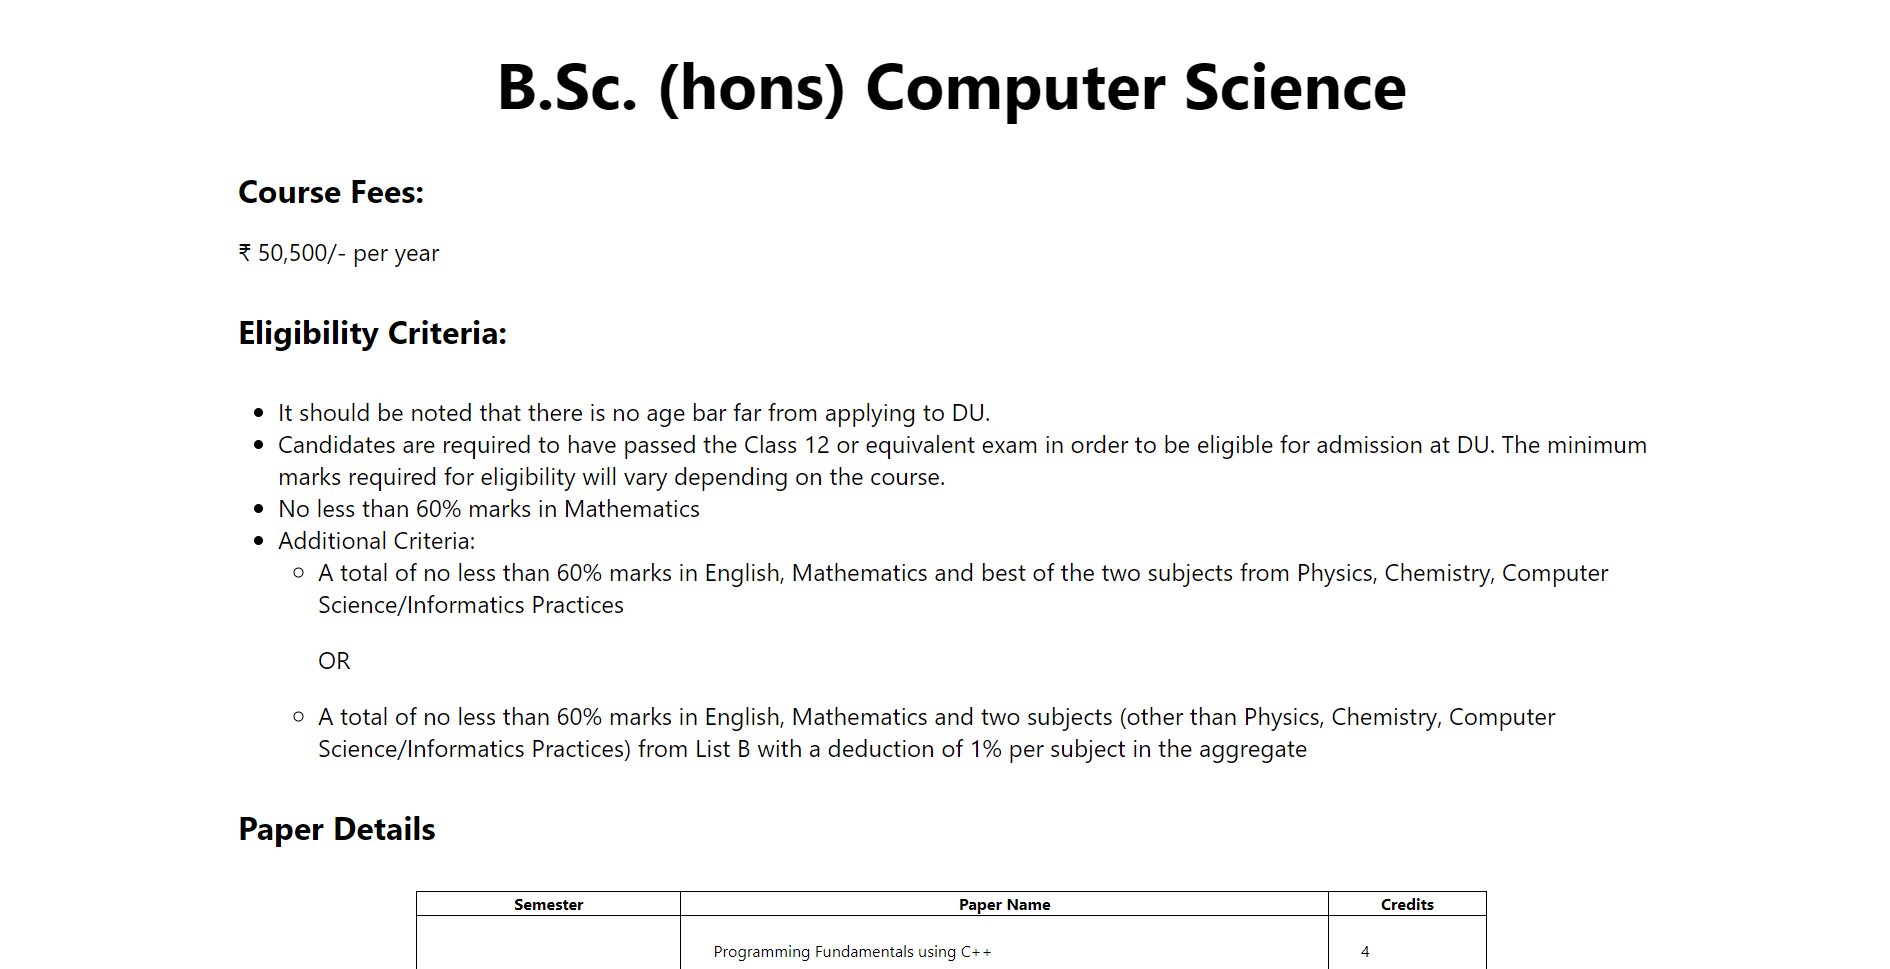 B.Sc. (hons) Computer Science
Course Fees:
₹ 50,500/- per year
Eligibility Criteria:
It should be noted that there is no age bar far from applying to DU.
Candidates are required to have passed the Class 12 or equivalent exam in order to be eligible for admission at DU. The minimum
marks required for eligibility will vary depending on the course.
No less than 60% marks in Mathematics
Additional Criteria:
A total of no less than 60% marks in English, Mathematics and best of the two subjects from Physics, Chemistry, Computer
Science/Informatics Practices
OR
A total of no less than 60% marks in English, Mathematics and two subjects (other than Physics, Chemistry, Computer
Science/Informatics Practices) from List B with a deduction of 1% per subject in the aggregate
Paper Details
Semester Paper Name Credits
Programming Fundamentals using C++ 4